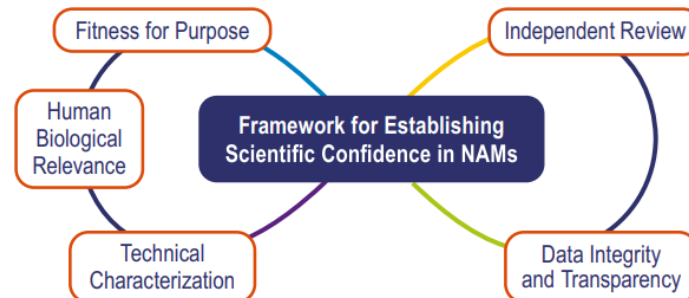 Fitness for Purpose
Independent Review
Human
Biological
Relevance
Framework for Establishing
Scientific Confidence in NAMs
Technical
Characterization
Data Integrity
and Transparency